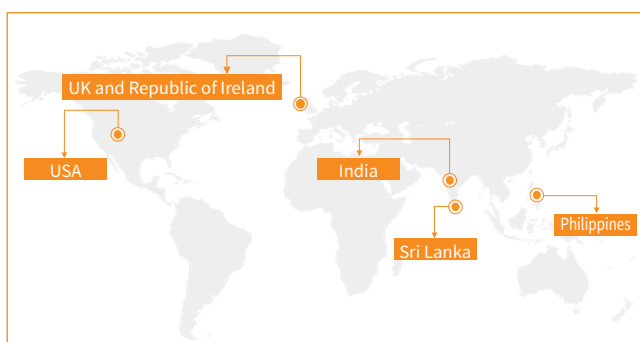 UK and Republic of Ireland
USA
India
Philippines
Sri Lanka